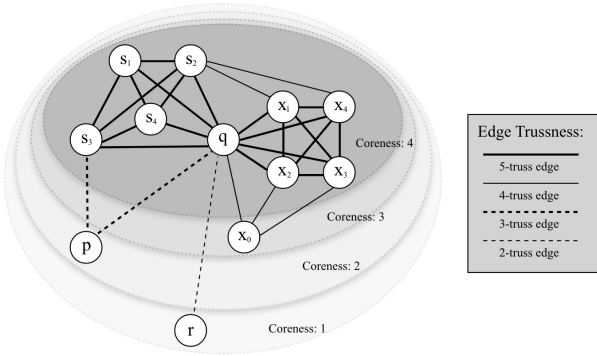 s1 s2
s4
s3
q
x1 x4
x2 x3
Coreness: 4
x0
Coreness: 3
p
Coreness: 2
r
Coreness: 1
Edge Trussness:
5-truss edge
4-truss edge
3-truss edge
2-truss edge